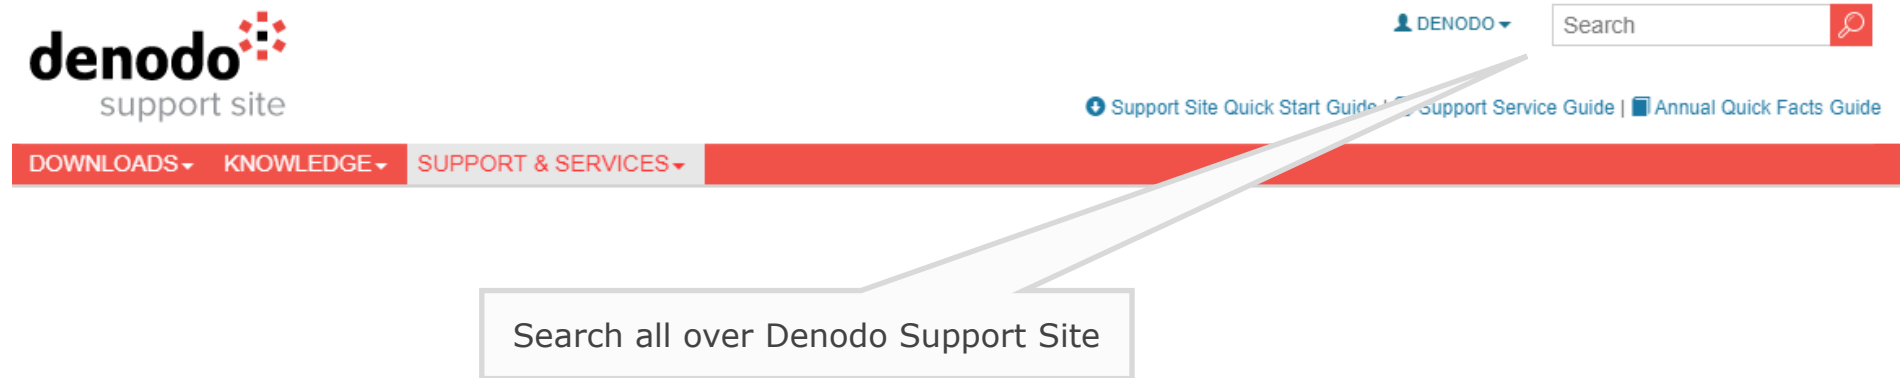 denodo
support site
DENODO
Search
Support Site Quick Start Guide | Support Service Guide | Annual Quick Facts Guide
DOWNLOADS KNOWLEDGE SUPPORT & SERVICES
Search all over Denodo Support Site